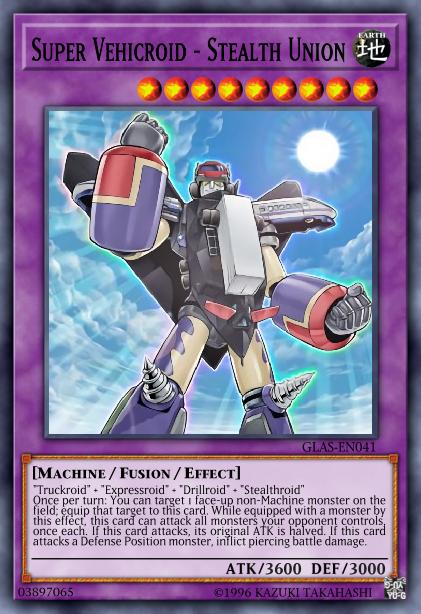 SUPER VEHICROID - STEALTH UNION
EARTH
地
GLAS-EN041
[MACHINE / FUSION / EFFECT]
"Truckroid" + "Expressroid" + "Drillroid" + "Stealthroid"
Once per turn: You can target 1 face-up non-Machine monster on the
field; equip that target to this card. While equipped with a monster by
this effect, this card can attack all monsters your opponent controls,
once each. If this card attacks, its original ATK is halved. If this card
attacks a Defense Position monster, inflict piercing battle damage.
ATK/3600 DEF/3000
03897065
©1996 KAZUKI TAKAHASHI